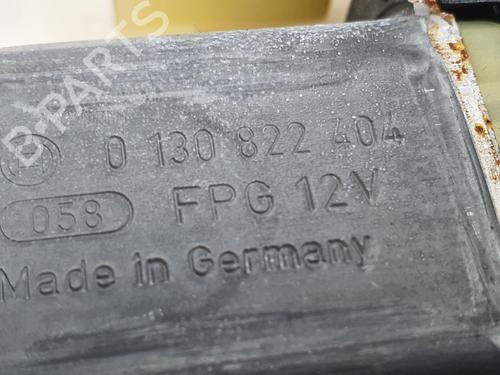 B-PARTS
0 130 822 404
058 FPG 12V
Made in Germany